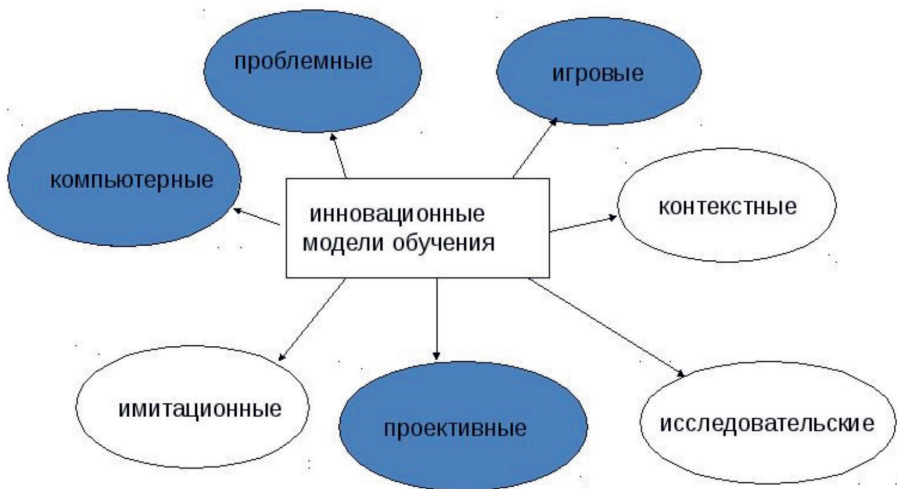 проблемные
игровые
компьютерные
инновационные
модели обучения
контекстные
имитационные
проективные
исследовательские